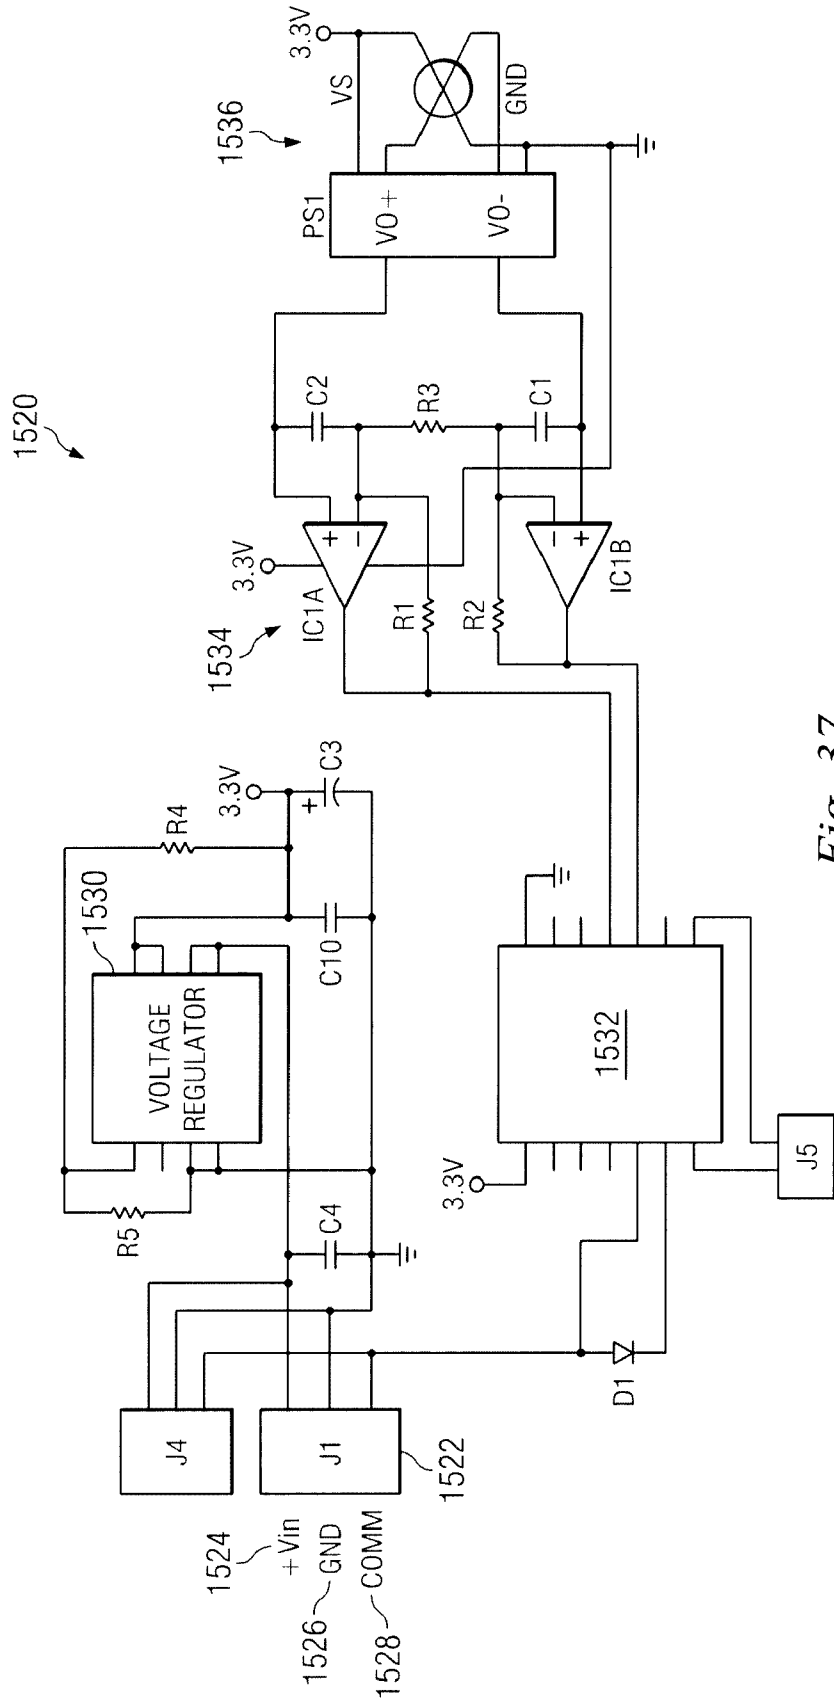 1520
1536
3.3V
VS
PS1
VO+
VO-
GND
1534
3.3V
IC1A
C2
R3
C1
R1
R2
IC1B
R4
1530
3.3V
+ C3
C10
VOLTAGE
REGULATOR
R5
C4
J4
J1
1522
1524
+Vin
1526
GND
1528
COMM
D1
3.3V
1532
J5
+
-
-
+
Fig. 37